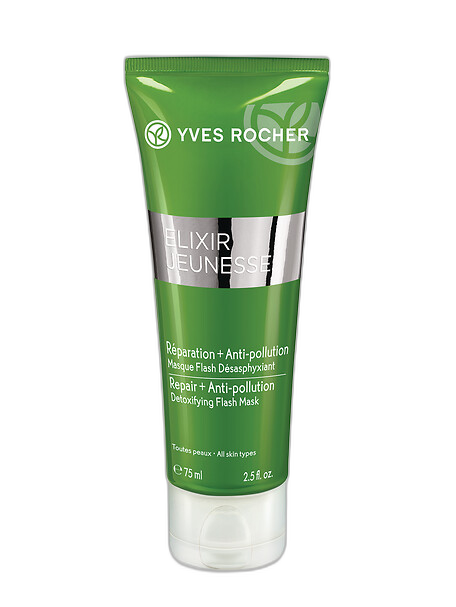 YVES ROCHER
ELIXIR
JEUNESSE
Réparation + Anti-pollution
Masque Flash Désasphyxiant
Repair + Anti-pollution
Detoxifying Flash Mask
Toutes peaux • All skin types
℮ 75 ml 2.5 fl. oz.